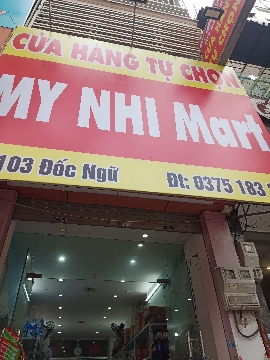 CỬA HÀNG TỰ CHỌN
MY NHI Mart
103 Đốc Ngữ
Đt: 0375 183